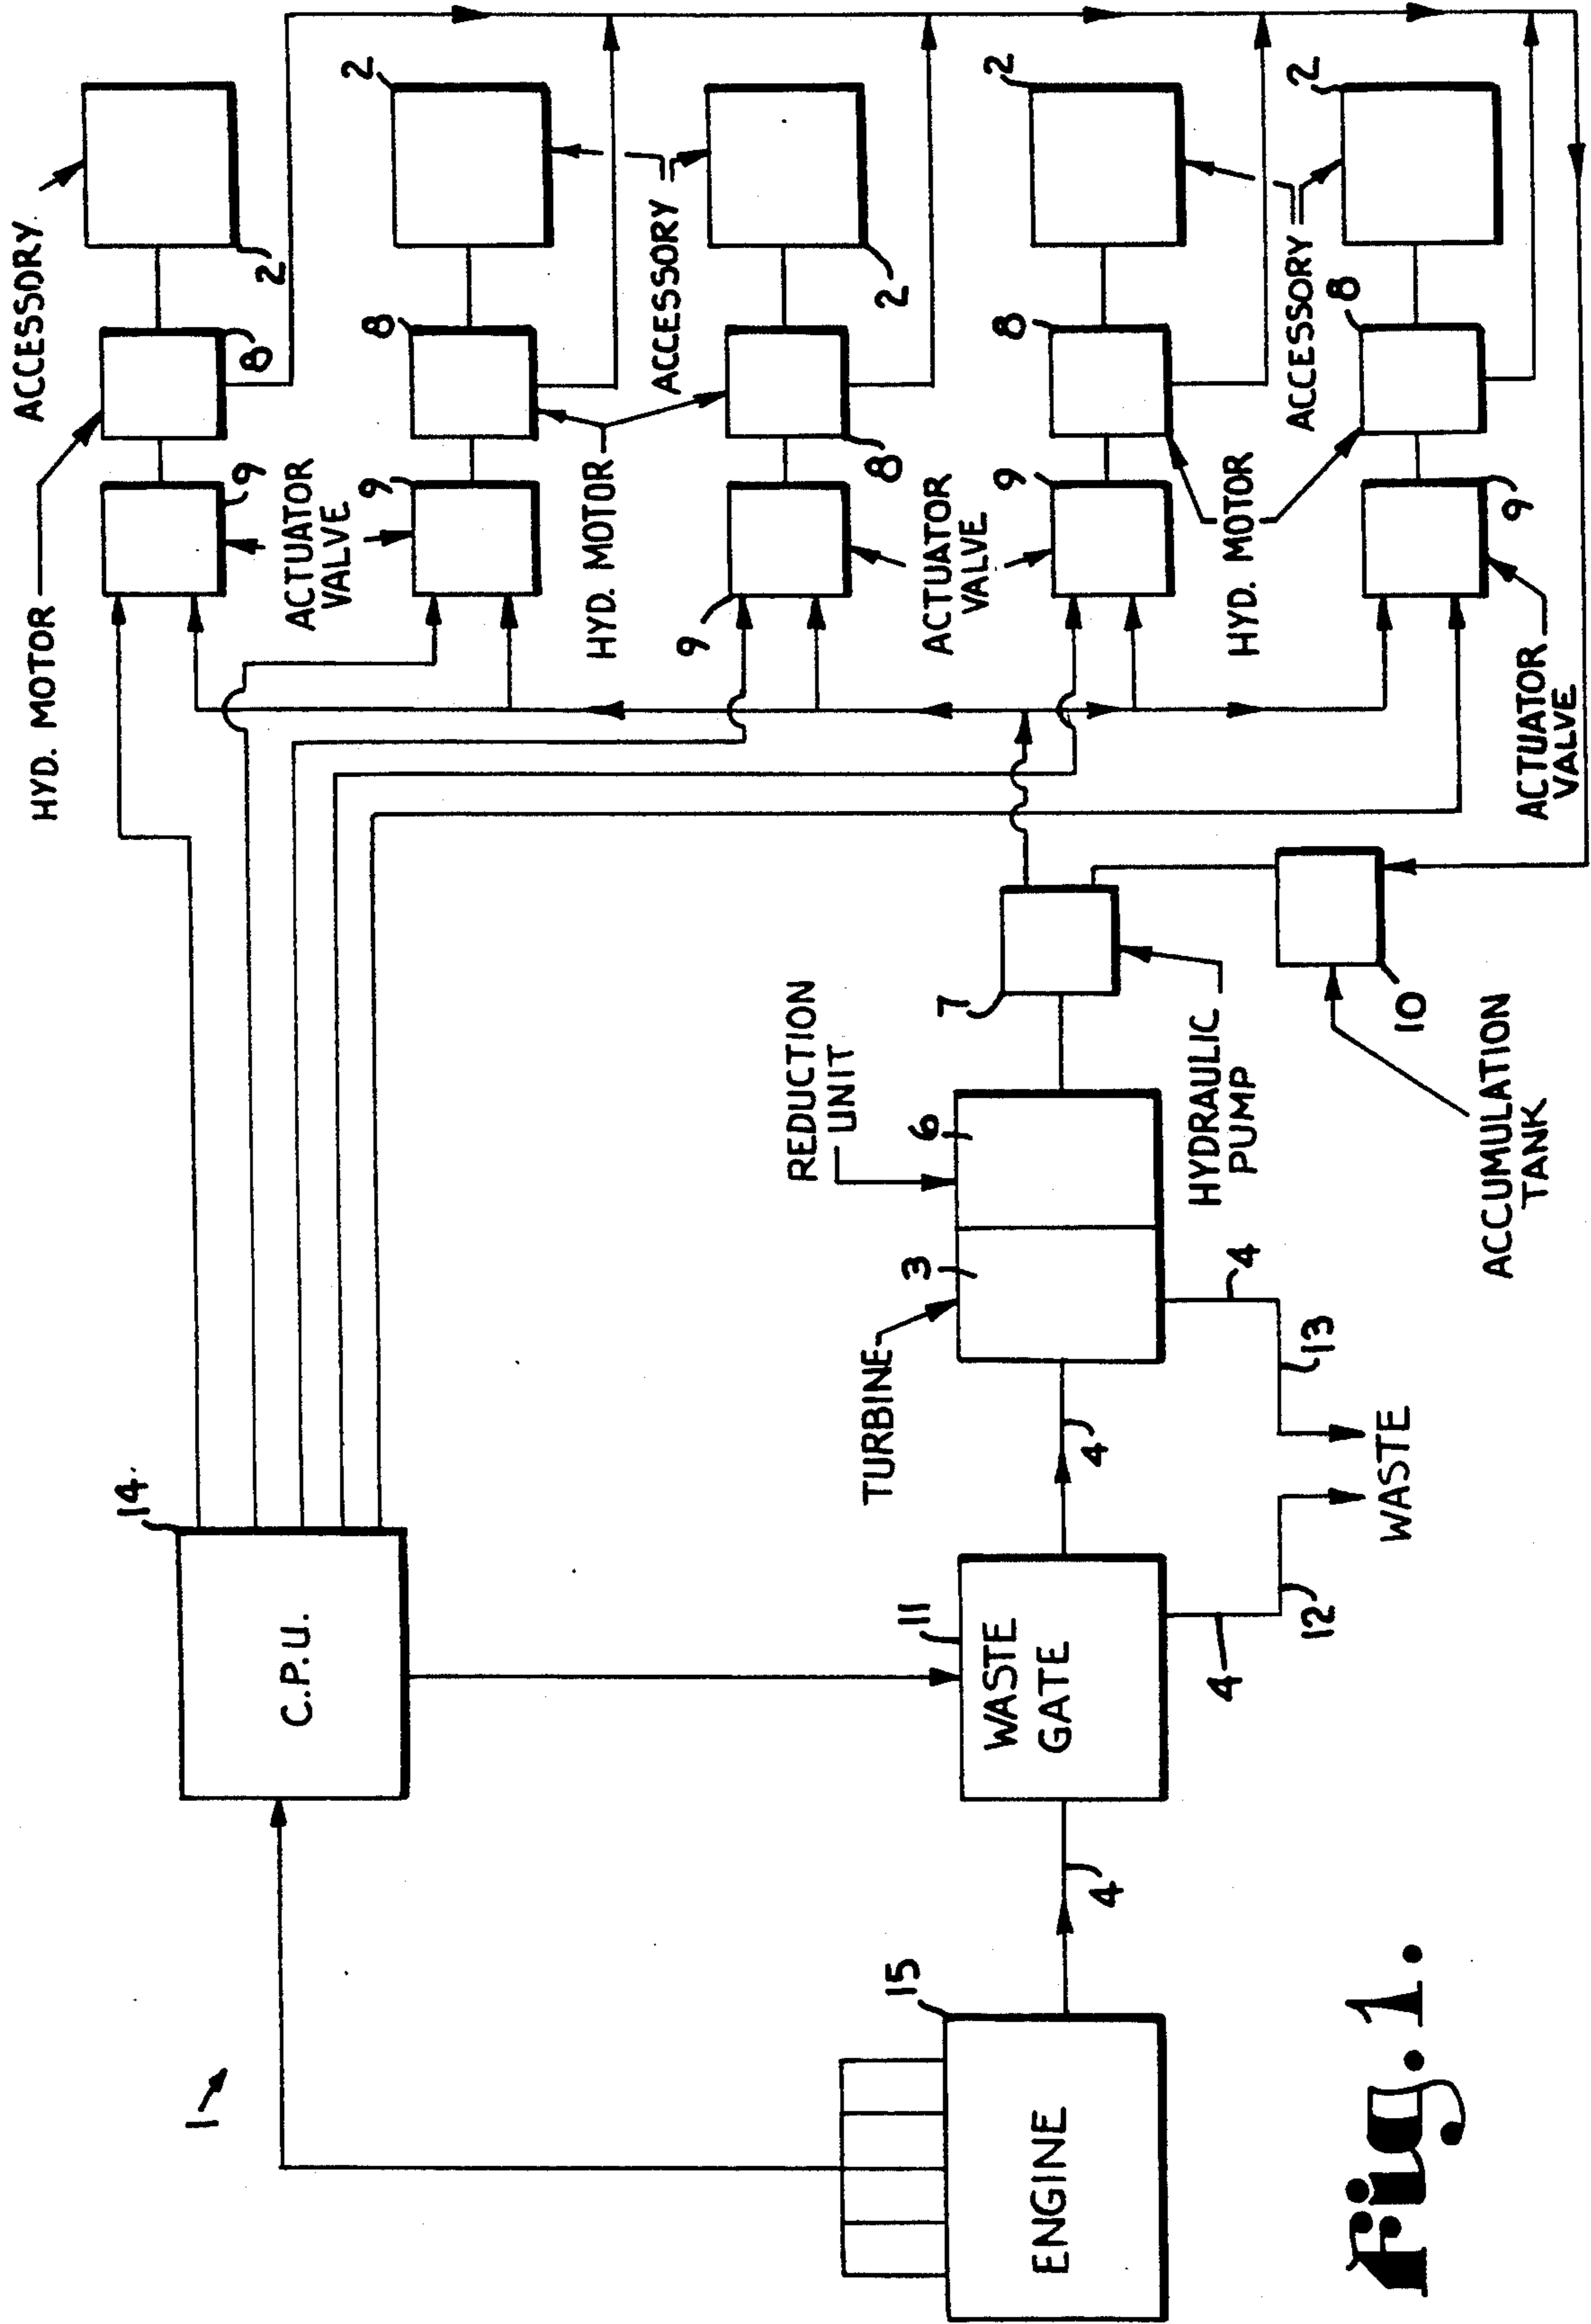 HYD. MOTOR
ACCESSORY
14
1
C.P.U.
9
8
2
ACTUATOR
VALVE
9
8
2
HYD. MOTOR
ACCESSORY
9
8
2
REDUCTION
UNIT
TURBINE
15
11
3
6
7
ACTUATOR
VALVE
9
8
2
ENGINE
WASTE
GATE
4
4
HYDRAULIC
PUMP
4
4
12
13
HYD. MOTOR
ACCESSORY
8
2
WASTE
10
9
ACCUMULATION
TANK
ACTUATOR
VALVE
Fig. 1.